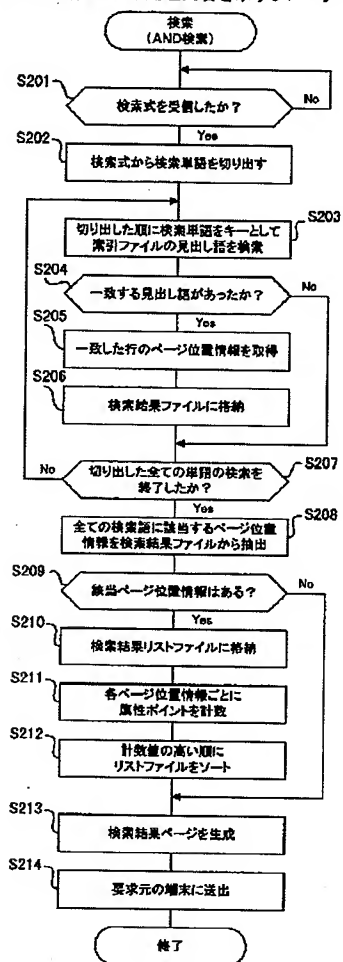 検索
(AND検索)
S201
検索式を受信したか？
No
Yes
S202
検索式から検索単語を切り出す
S203
切り出した順に検索単語をキーとして
索引ファイルの見出し語を検索
S204
一致する見出し語があったか？
No
Yes
S205
一致した行のページ位置情報を取得
S206
検索結果ファイルに格納
No
切り出した全ての単語の検索を
終了したか？
S207
Yes
S208
全ての検索語に該当するページ位置
情報を検索結果ファイルから抽出
S209
該当ページ位置情報はある？
No
Yes
S210
検索結果リストファイルに格納
S211
各ページ位置情報ごとに
属性ポイントを計数
S212
計数値の高い順に
リストファイルをソート
S213
検索結果ページを生成
S214
要求元の端末に送出
終了